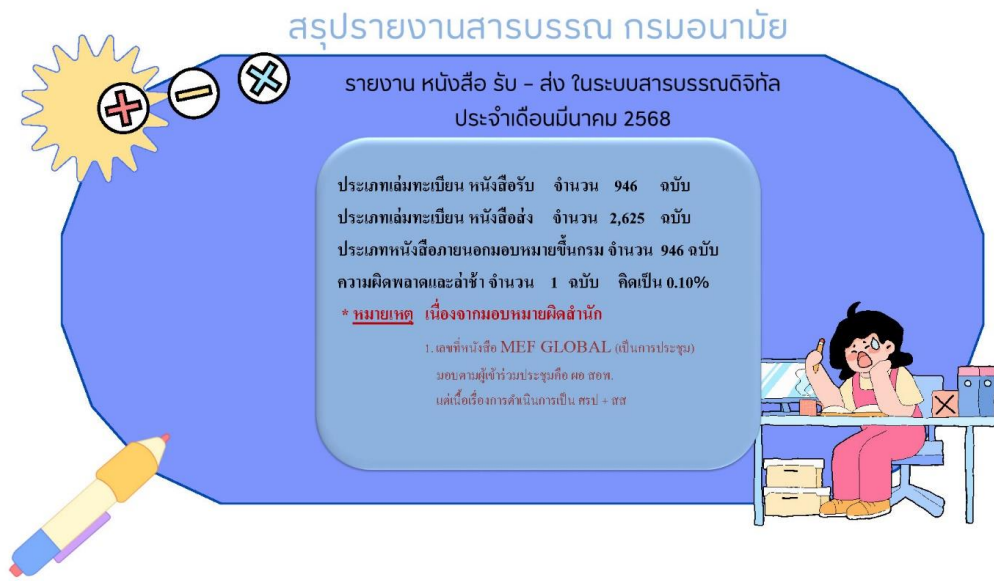 สรุปรายงานสารบรรณ กรมอนามัย
รายงาน หนังสือ รับ – ส่ง ในระบบสารบรรณดิจิทัล
ประจำเดือนมีนาคม 2568
ประเภทเล่มทะเบียน หนังสือรับ จำนวน 946 ฉบับ
ประเภทเล่มทะเบียน หนังสือส่ง จำนวน 2,625 ฉบับ
ประเภทหนังสือภายนอกมอบหมายขึ้นกรม จำนวน 946 ฉบับ
ความผิดพลาดและล่าช้า จำนวน 1 ฉบับ คิดเป็น 0.10%
* หมายเหตุ เนื่องจากมอบหมายผิดสำนัก
1. เลขที่หนังสือ MEF GLOBAL (เป็นการประชุม)
มอบตามผู้เข้าร่วมประชุมคือ ผอ สอพ.
แต่เนื้อเรื่องการดำเนินการเป็น ศรป + สส